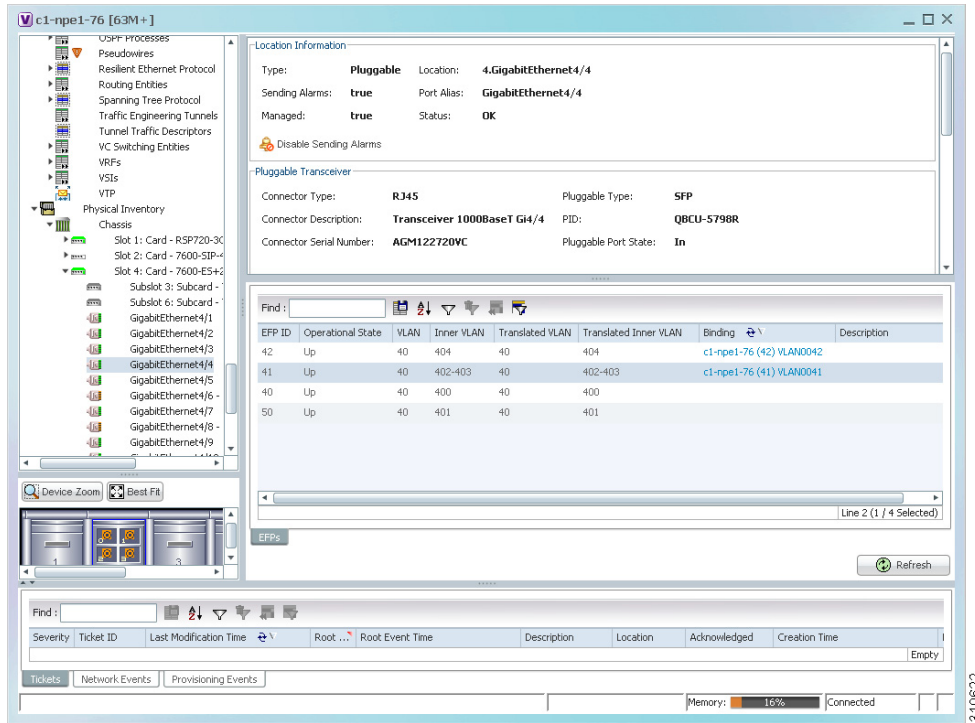 V c1-npe1-76 [63M+]
OSPF Processes
Pseudowires
Resilient Ethernet Protocol
Routing Entities
Spanning Tree Protocol
Traffic Engineering Tunnels
Tunnel Traffic Descriptors
VC Switching Entities
VRFs
VSIs
VTP
Physical Inventory
Chassis
Slot 1: Card - RSP720-3C
Slot 2: Card - 7600-SIP-4
Slot 4: Card - 7600-ES+2
Subslot 3: Subcard -
Subslot 6: Subcard -
GigabitEthernet4/1
GigabitEthernet4/2
GigabitEthernet4/3
GigabitEthernet4/4
GigabitEthernet4/5
GigabitEthernet4/6 -
GigabitEthernet4/7
GigabitEthernet4/8 -
GigabitEthernet4/9
Device Zoom Best Fit
1 3
Location Information
Type: Pluggable Location: 4.GigabitEthernet4/4
Sending Alarms: true Port Alias: GigabitEthernet4/4
Managed: true Status: OK
Disable Sending Alarms
Pluggable Transceiver
Connector Type: RJ45 Pluggable Type: SFP
Connector Description: Transceiver 1000BaseT Gi4/4 PID: QBCU-5798R
Connector Serial Number: AGM122720VC Pluggable Port State: In
Find :
EFP ID Operational State VLAN Inner VLAN Translated VLAN Translated Inner VLAN Binding Description
42 Up 40 404 40 404 c1-npe1-76 (42) VLAN0042
41 Up 40 402-403 40 402-403 c1-npe1-76 (41) VLAN0041
40 Up 40 400 40 400
50 Up 40 401 40 401
Line 2 (1 / 4 Selected)
EFPs
Refresh
Find :
Severity Ticket ID Last Modification Time Root ... Root Event Time Description Location Acknowledged Creation Time
Empty
Tickets Network Events Provisioning Events
Memory: 16% Connected